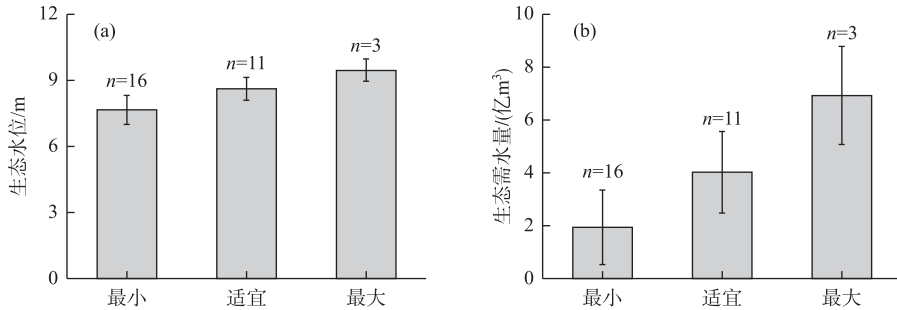 (a)
生态水位/m
12
9
6
3
0
n=16
n=11
n=3
最小
适宜
最大
(b)
生态需水量/(亿m³)
10
8
6
4
2
0
n=16
n=11
n=3
最小
适宜
最大